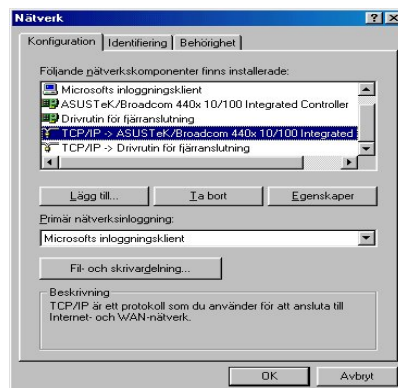 Nätverk
Konfiguration Identifiering Behörighet
Följande nätverkskomponenter finns installerade:
Microsofts inloggningsklient
ASUSTeK/Broadcom 440x 10/100 Integrated Controller
Drivrutin för fjärranslutning
TCP/IP -> ASUSTeK/Broadcom 440x 10/100 Integrated
TCP/IP -> Drivrutin för fjärranslutning
Lägg till... Ta bort Egenskaper
Primär nätverksinloggning:
Microsofts inloggningsklient
Fil- och skrivardelning...
Beskrivning
TCP/IP är ett protokoll som du använder för att ansluta till
Internet- och WAN-nätverk.
OK Avbryt